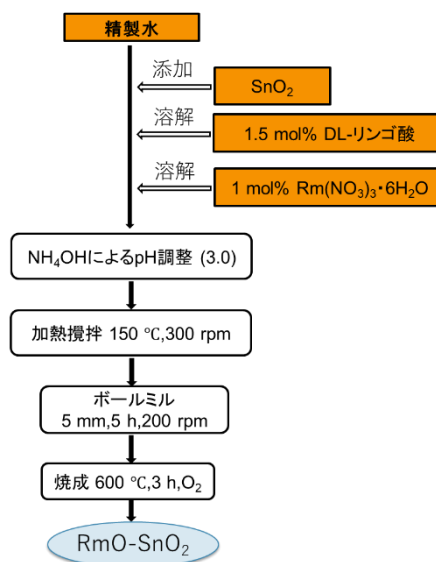 精製水
添加
SnO₂
溶解
1.5 mol% DL-リンゴ酸
溶解
1 mol% Rm(NO₃)₃・6H₂O
NH₄OHによるpH調整 (3.0)
加熱攪拌 150 ℃,300 rpm
ボールミル
5 mm,5 h,200 rpm
焼成 600 ℃,3 h,O₂
RmO-SnO₂